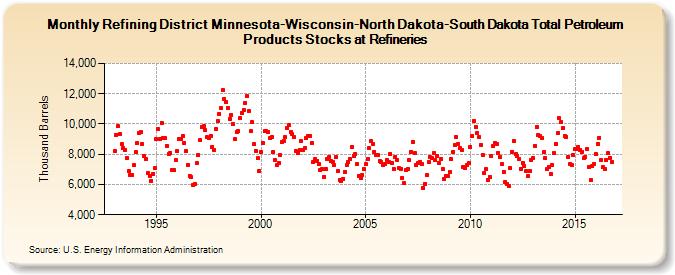 Monthly Refining District Minnesota-Wisconsin-North Dakota-South Dakota Total Petroleum
Products Stocks at Refineries
Thousand Barrels
14,000
12,000
10,000
8,000
6,000
4,000
1995
2000
2005
2010
2015
Source: U.S. Energy Information Administration